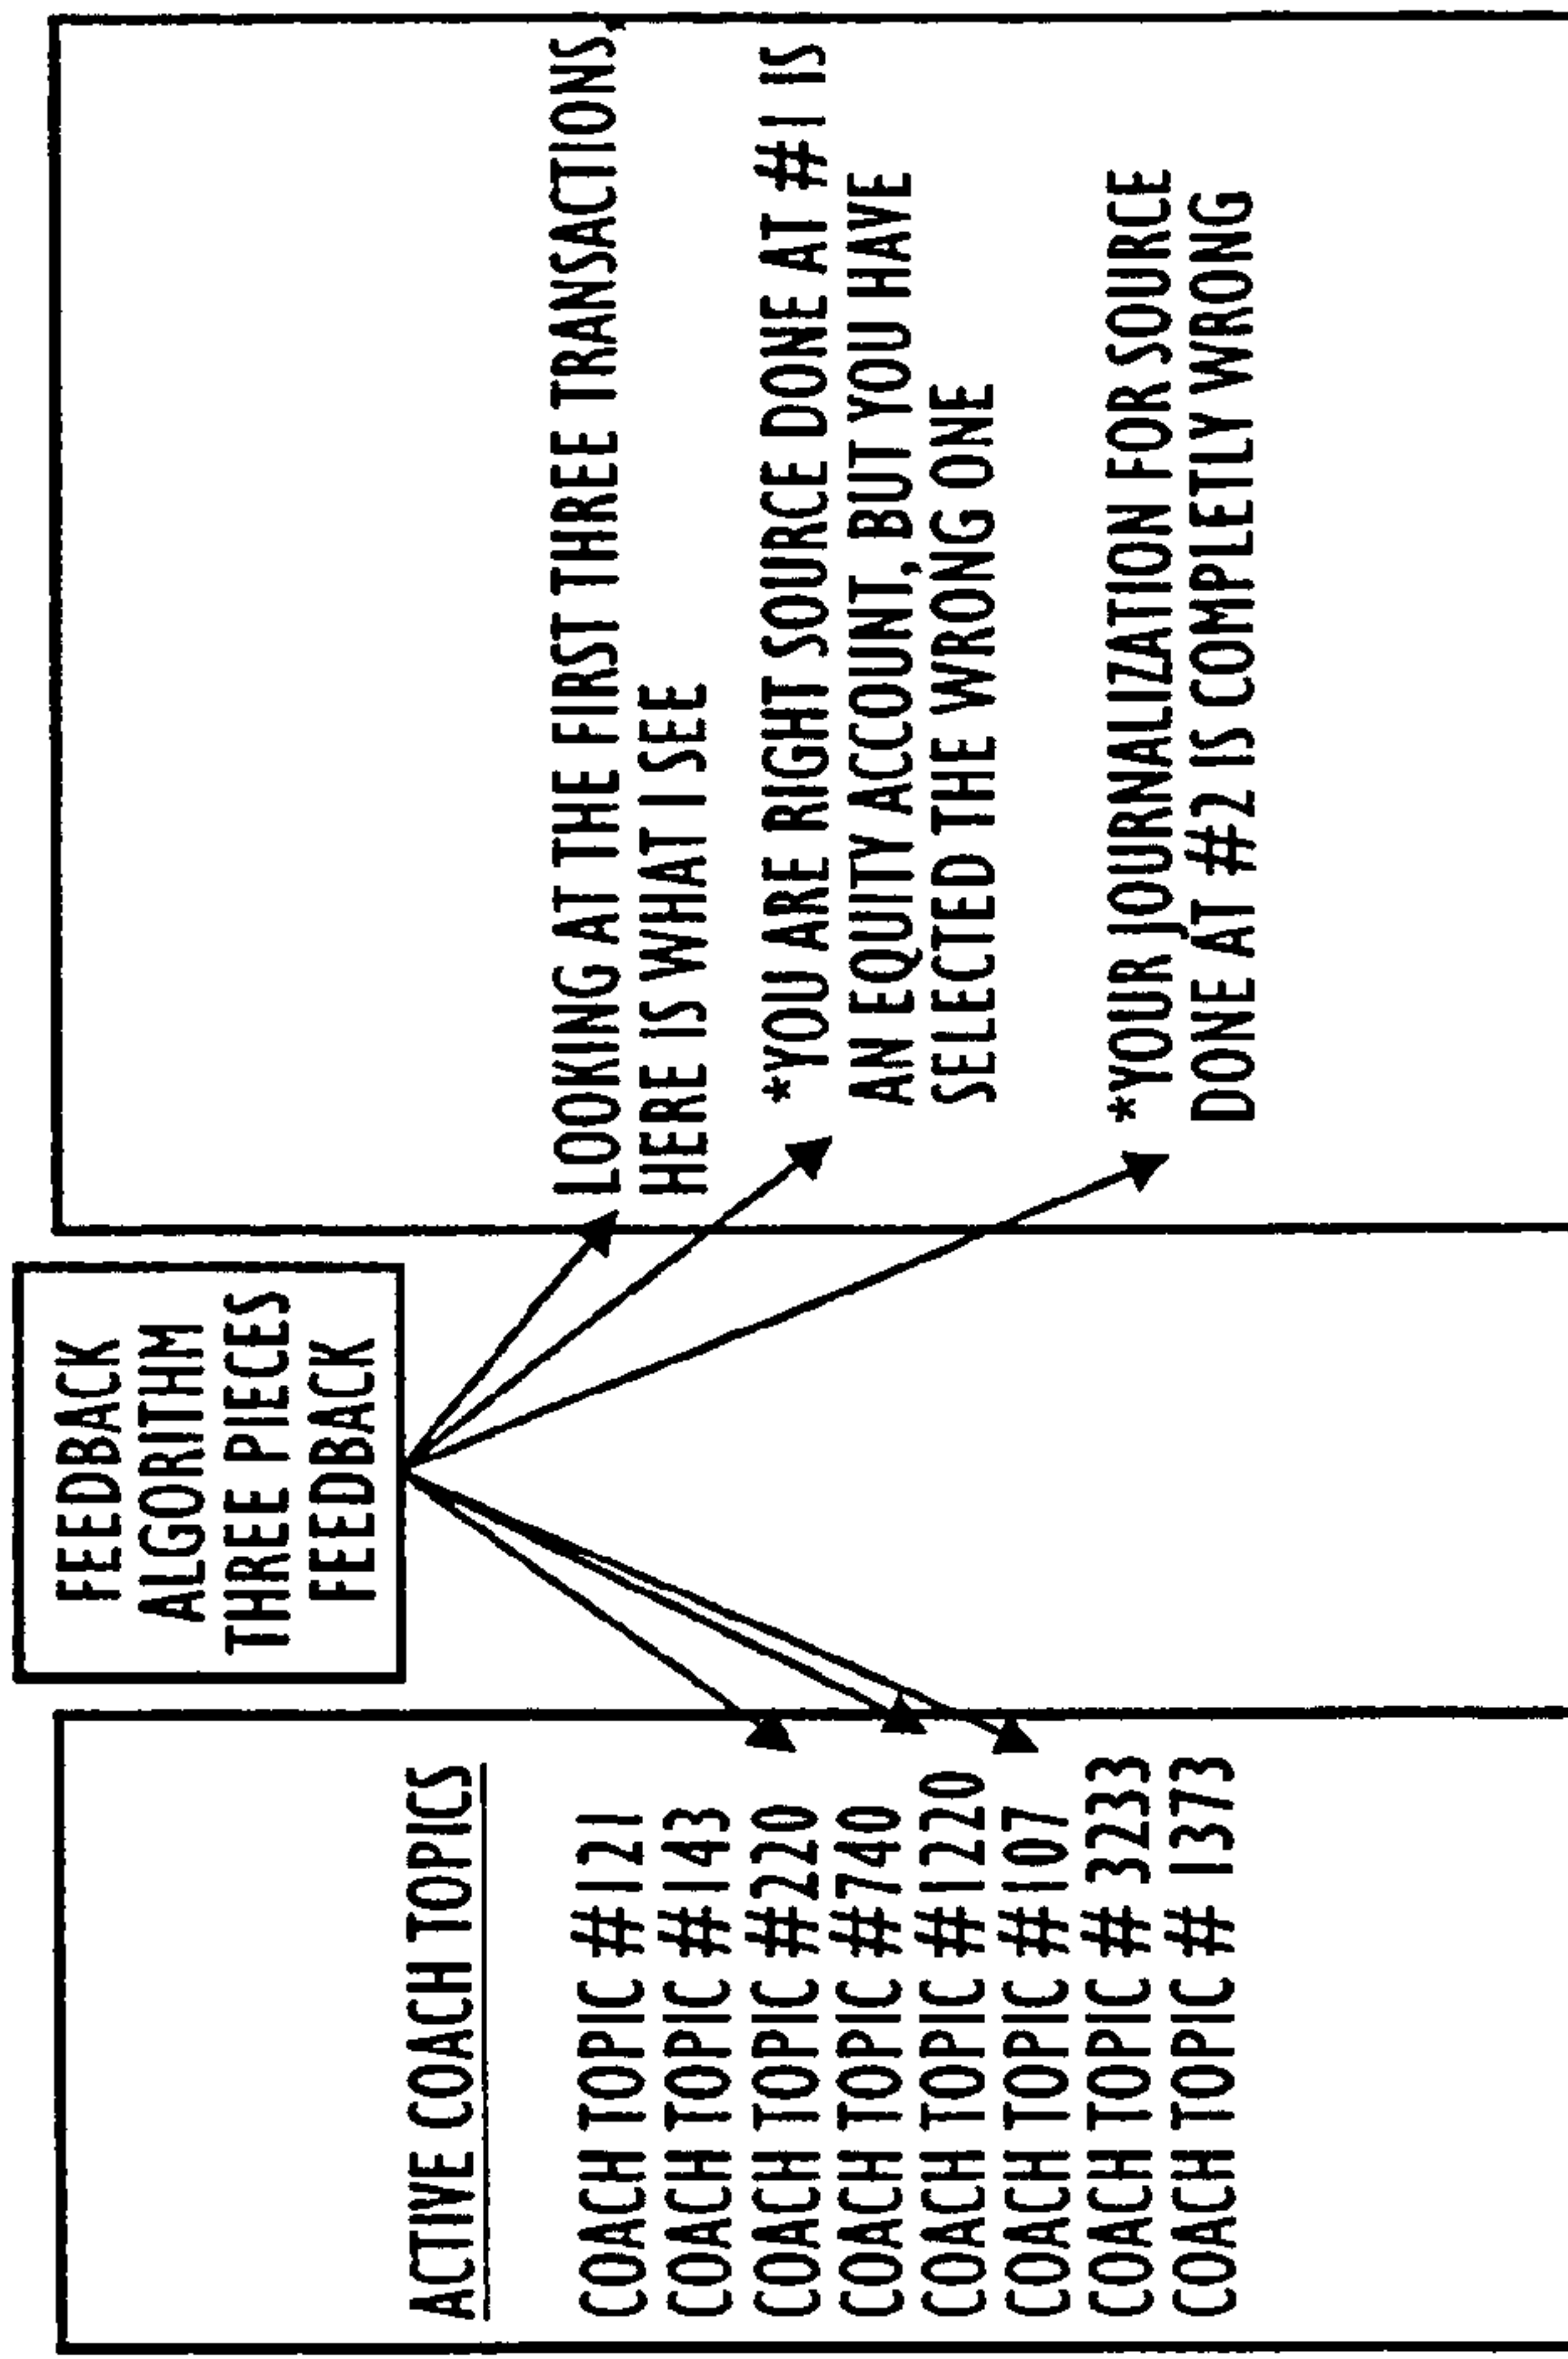 FEEDBACK
ALGORITHM
THREE PIECES
FEEDBACK
ACTIVE COACH TOPICS
COACH TOPIC #121
COACH TOPIC #143
COACH TOPIC #220
COACH TOPIC #740
COACH TOPIC #1220
COACH TOPIC #107
COACH TOPIC # 3233
COACH TOPIC # 1373
LOOKING AT THE FIRST THREE TRANSACTIONS,
HERE IS WHAT I SEE
*YOU ARE RIGHT SOURCE DONE AT #1 IS
AN EQUITY ACCOUNT, BUT YOU HAVE
SELECTED THE WRONG ONE
*YOUR JOURNALIZATION FOR SOURCE
DONE AT #2 IS COMPLETLY WRONG